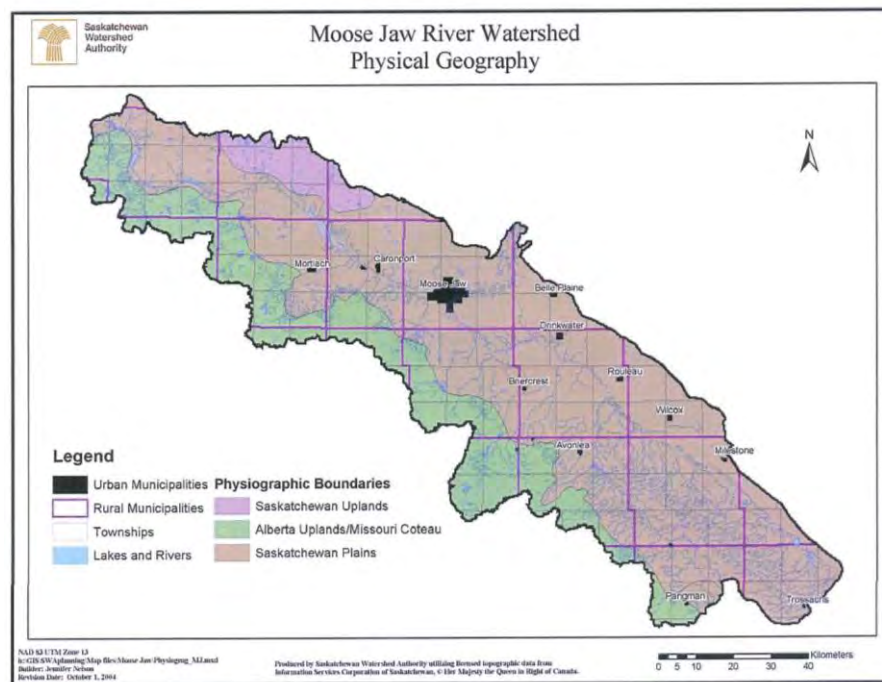 Saskatchewan
Watershed
Authority
Moose Jaw River Watershed
Physical Geography
N
Mortlach
Caronport
Moose Jaw
Belle Plaine
Drinkwater
Briercrest
Rouleau
Wilcox
Avonlea
Milestone
Pangman
Trossachs
Legend
Urban Municipalities
Rural Municipalities
Townships
Lakes and Rivers
Physiographic Boundaries
Saskatchewan Uplands
Alberta Uplands/Missouri Coteau
Saskatchewan Plains
NAD 83 UTM Zone 13
Builder: Jennifer Nelson
Revision Date: October 1, 2004
Produced by Saskatchewan Watershed Authority utilizing licensed topographic data from
Information Services Corporation of Saskatchewan, © Her Majesty the Queen in Right of Canada.
Kilometers
0 5 10 20 30 40